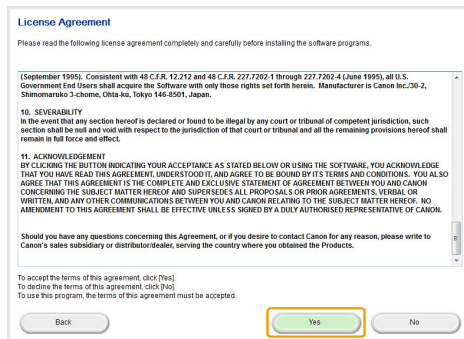 License Agreement
Please read the following license agreement completely and carefully before installing the software programs.
(September 1995).  Consistent with 48 C.F.R. 12.212 and 48 C.F.R. 227.7202-1 through 227.7202-4 (June 1995), all U.S.
Government End Users shall acquire the Software with only those rights set forth herein.  Manufacturer is Canon Inc./30-2,
Shimomaruko 3-chome, Ohta-ku, Tokyo 146-8501, Japan.
10.  SEVERABILITY
In the event that any section hereof is declared or found to be illegal by any court or tribunal of competent jurisdiction, such
section shall be null and void with respect to the jurisdiction of that court or tribunal and all the remaining provisions hereof shall
remain in full force and effect.
11.  ACKNOWLEDGEMENT
BY CLICKING THE BUTTON INDICATING YOUR ACCEPTANCE AS STATED BELOW OR USING THE SOFTWARE, YOU ACKNOWLEDGE
THAT YOU HAVE READ THIS AGREEMENT, UNDERSTOOD IT, AND AGREE TO BE BOUND BY ITS TERMS AND CONDITIONS.  YOU ALSO
AGREE THAT THIS AGREEMENT IS THE COMPLETE AND EXCLUSIVE STATEMENT OF AGREEMENT BETWEEN YOU AND CANON
CONCERNING THE SUBJECT MATTER HEREOF AND SUPERSEDES ALL PROPOSALS OR PRIOR AGREEMENTS, VERBAL OR
WRITTEN, AND ANY OTHER COMMUNICATIONS BETWEEN YOU AND CANON RELATING TO THE SUBJECT MATTER HEREOF.  NO
AMENDMENT TO THIS AGREEMENT SHALL BE EFFECTIVE UNLESS SIGNED BY A DULY AUTHORISED REPRESENTATIVE OF CANON.
Should you have any questions concerning this Agreement, or if you desire to contact Canon for any reason, please write to
Canon's sales subsidiary or distributor/dealer, serving the country where you obtained the Products.
To accept the terms of this agreement, click [Yes].
To decline the terms of this agreement, click [No].
To use this program, the terms of this agreement must be accepted.
Back
Yes
No